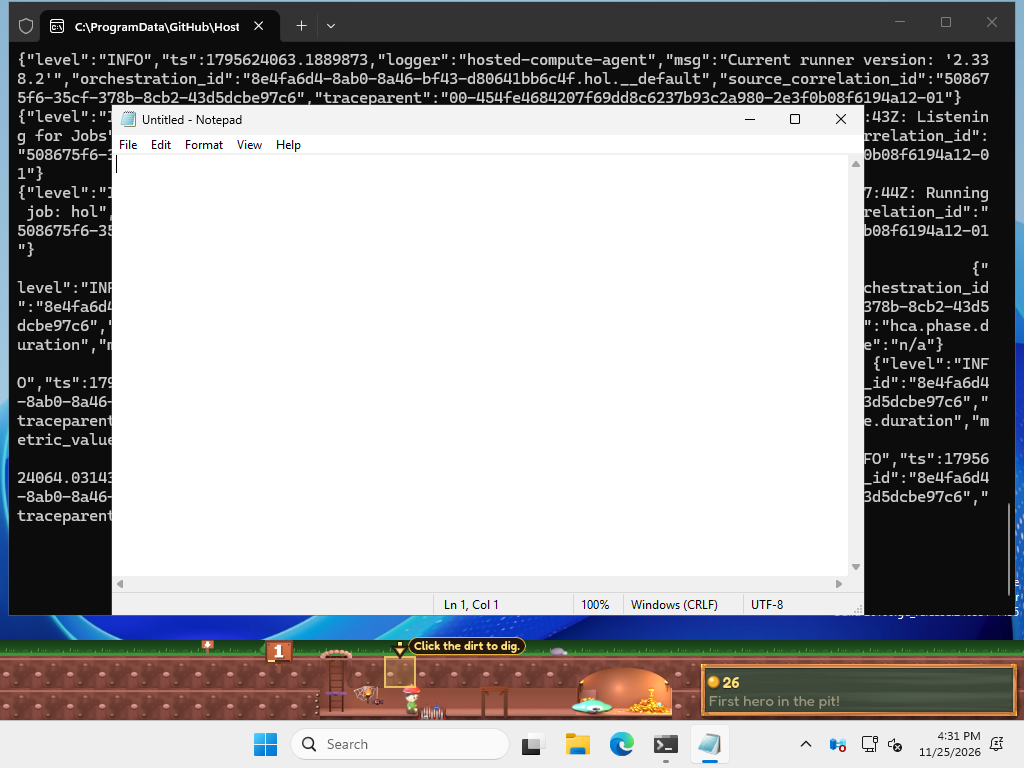 C:\ProgramData\GitHub\Host
{"level":"INFO","ts":1795624063.1889873,"logger":"hosted-compute-agent","msg":"Current runner version: '2.33
8.2'","orchestration_id":"8e4fa6d4-8ab0-8a46-bf43-d80641bb6c4f.hol.__default","source_correlation_id":"508675
5f6-35cf-378b-8cb2-43d5dcbe97c6","traceparent":"00-454fe4684207f69dd8c6237b93c2a980-2e3f0b08f6194a12-01"}
{"level":"I :43Z: Listenin
g for Jobs" rrelation_id":
"508675f6-3 0b08f6194a12-0
1"}
{"level":"I 7:44Z: Running
job: hol", relation_id":"
508675f6-35 b08f6194a12-01
"}
{"
level":"INF chestration_id
":"8e4fa6d4 378b-8cb2-43d5
dcbe97c6"," :"hca.phase.d
uration","m e":"n/a"}
{"level":"INF
O","ts":179 _id":"8e4fa6d4
-8ab0-8a46- 3d5dcbe97c6","
traceparent e.duration","m
etric_value
FO","ts":17956
24064.03143 _id":"8e4fa6d4
-8ab0-8a46- 3d5dcbe97c6","
traceparent
Untitled - Notepad
File Edit Format View Help
Ln 1, Col 1 100% Windows (CRLF) UTF-8
1
Click the dirt to dig.
26
First hero in the pit!
Search
4:31 PM
11/25/2026